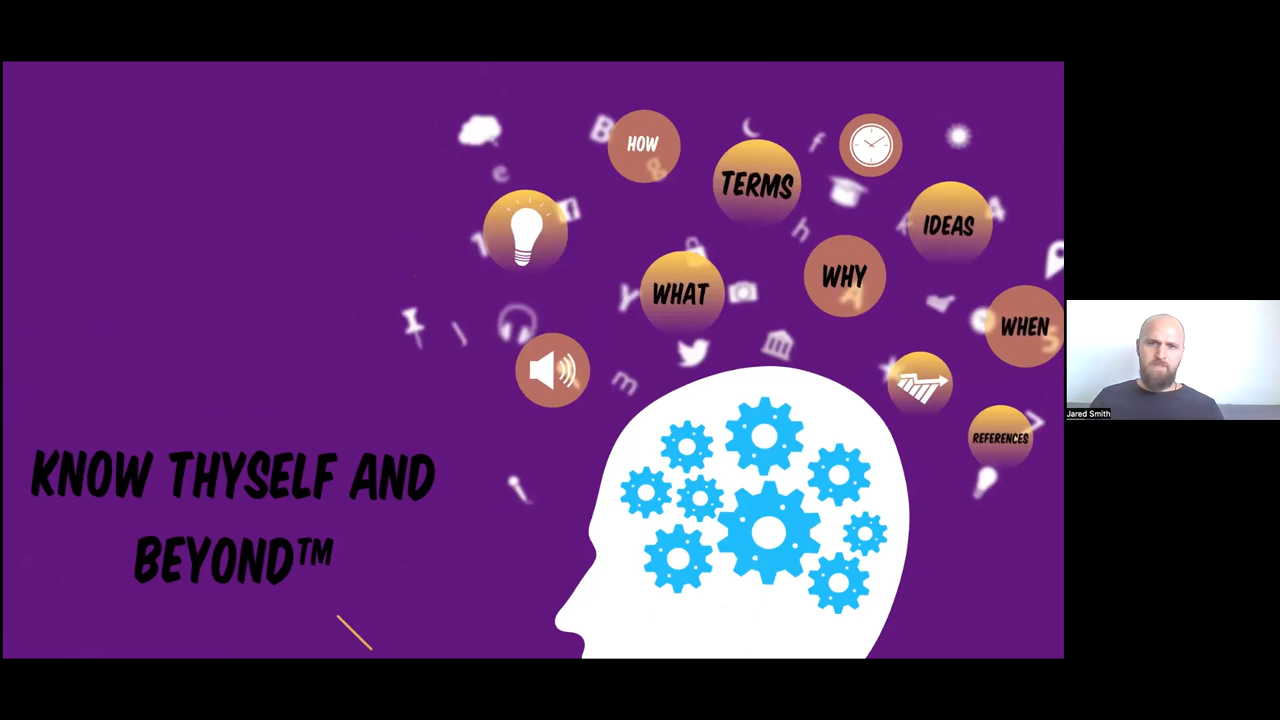 HOW
TERMS
IDEAS
WHAT
WHY
WHEN
REFERENCES
KNOW THYSELF AND
BEYOND™
Jared Smith